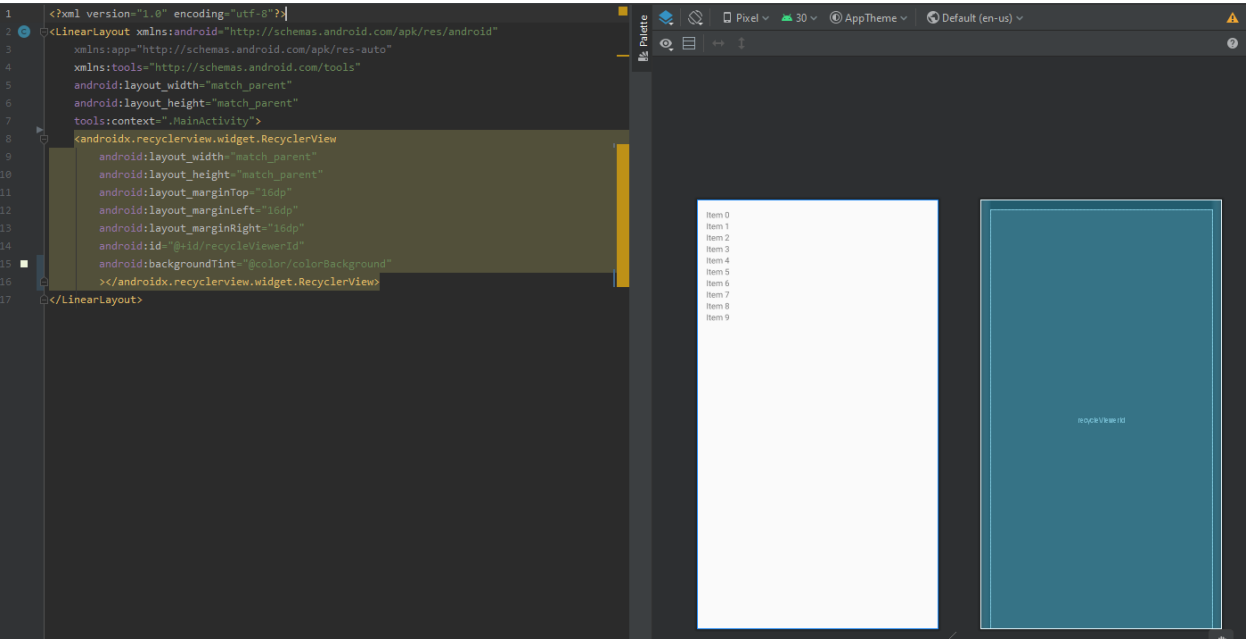 1 <?xml version="1.0" encoding="utf-8"?>
2 <LinearLayout xmlns:android="http://schemas.android.com/apk/res/android"
3 xmlns:app="http://schemas.android.com/apk/res-auto"
4 xmlns:tools="http://schemas.android.com/tools"
5 android:layout_width="match_parent"
6 android:layout_height="match_parent"
7 tools:context=".MainActivity">
8 <androidx.recyclerview.widget.RecyclerView
9 android:layout_width="match_parent"
10 android:layout_height="match_parent"
11 android:layout_marginTop="16dp"
12 android:layout_marginLeft="16dp"
13 android:layout_marginRight="16dp"
14 android:id="@+id/recycleViewerId"
15 android:backgroundTint="@color/colorBackground"
16 ></androidx.recyclerview.widget.RecyclerView>
17 </LinearLayout>
C
Palette
Pixel 30 AppTheme Default (en-us)
Item 0
Item 1
Item 2
Item 3
Item 4
Item 5
Item 6
Item 7
Item 8
Item 9
recycleViewerId